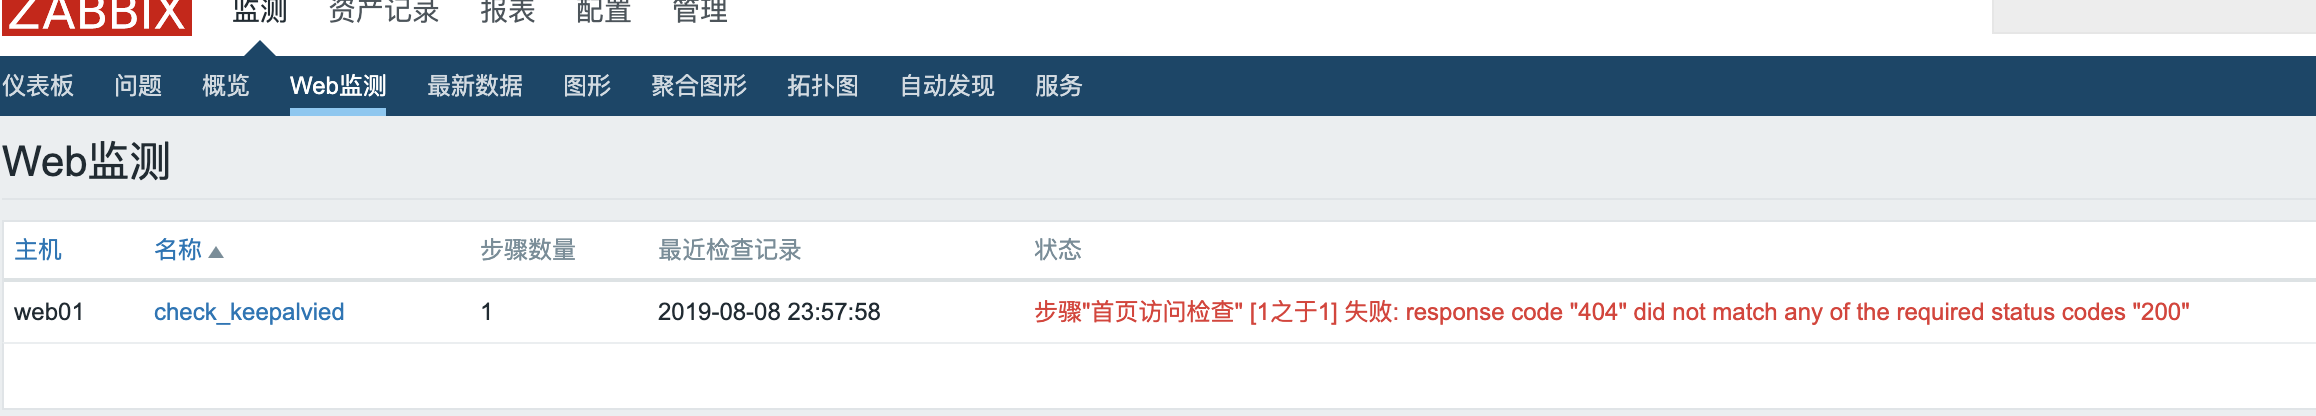 ZABBIX 监测 资产记录 报表 配置 管理
仪表板 问题 概览 Web监测 最新数据 图形 聚合图形 拓扑图 自动发现 服务
Web监测
主机 名称 步骤数量 最近检查记录 状态
web01 check_keepalvied 1 2019-08-08 23:57:58 步骤"首页访问检查" [1之于1] 失败: response code "404" did not match any of the required status codes "200"